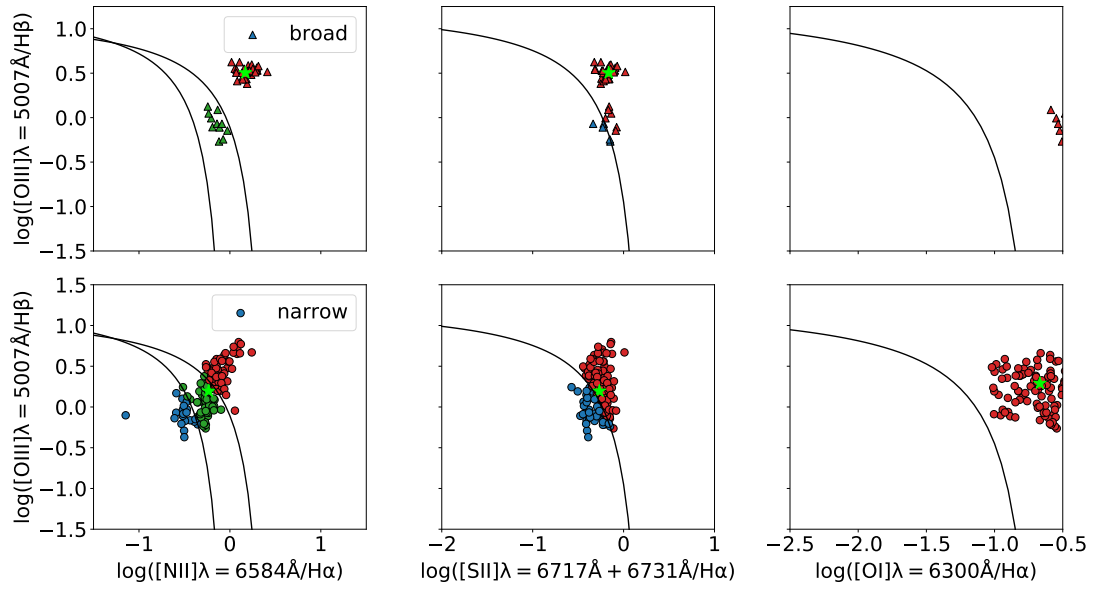 broad
log([OIII]λ = 5007Å/Hβ)
1.0
0.5
0.0
−0.5
−1.0
−1.5
narrow
log([OIII]λ = 5007Å/Hβ)
1.5
1.0
0.5
0.0
−0.5
−1.0
−1.5
−1 0 1
−2 −1 0 1
−2.5 −2.0 −1.5 −1.0 −0.5
log([NII]λ = 6584Å/Hα)
log([SII]λ = 6717Å + 6731Å/Hα)
log([OI]λ = 6300Å/Hα)